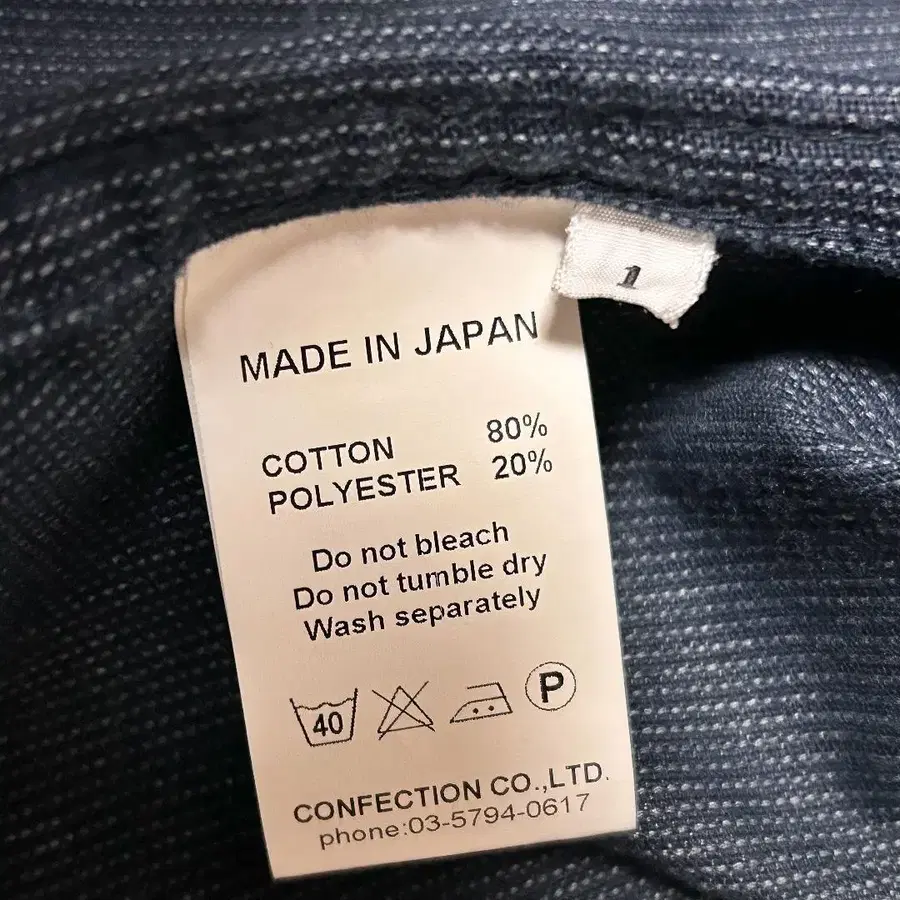 1
MADE IN JAPAN
COTTON 80%
POLYESTER 20%
Do not bleach
Do not tumble dry
Wash separately
40 P
CONFECTION CO.,LTD.
phone:03-5794-0617